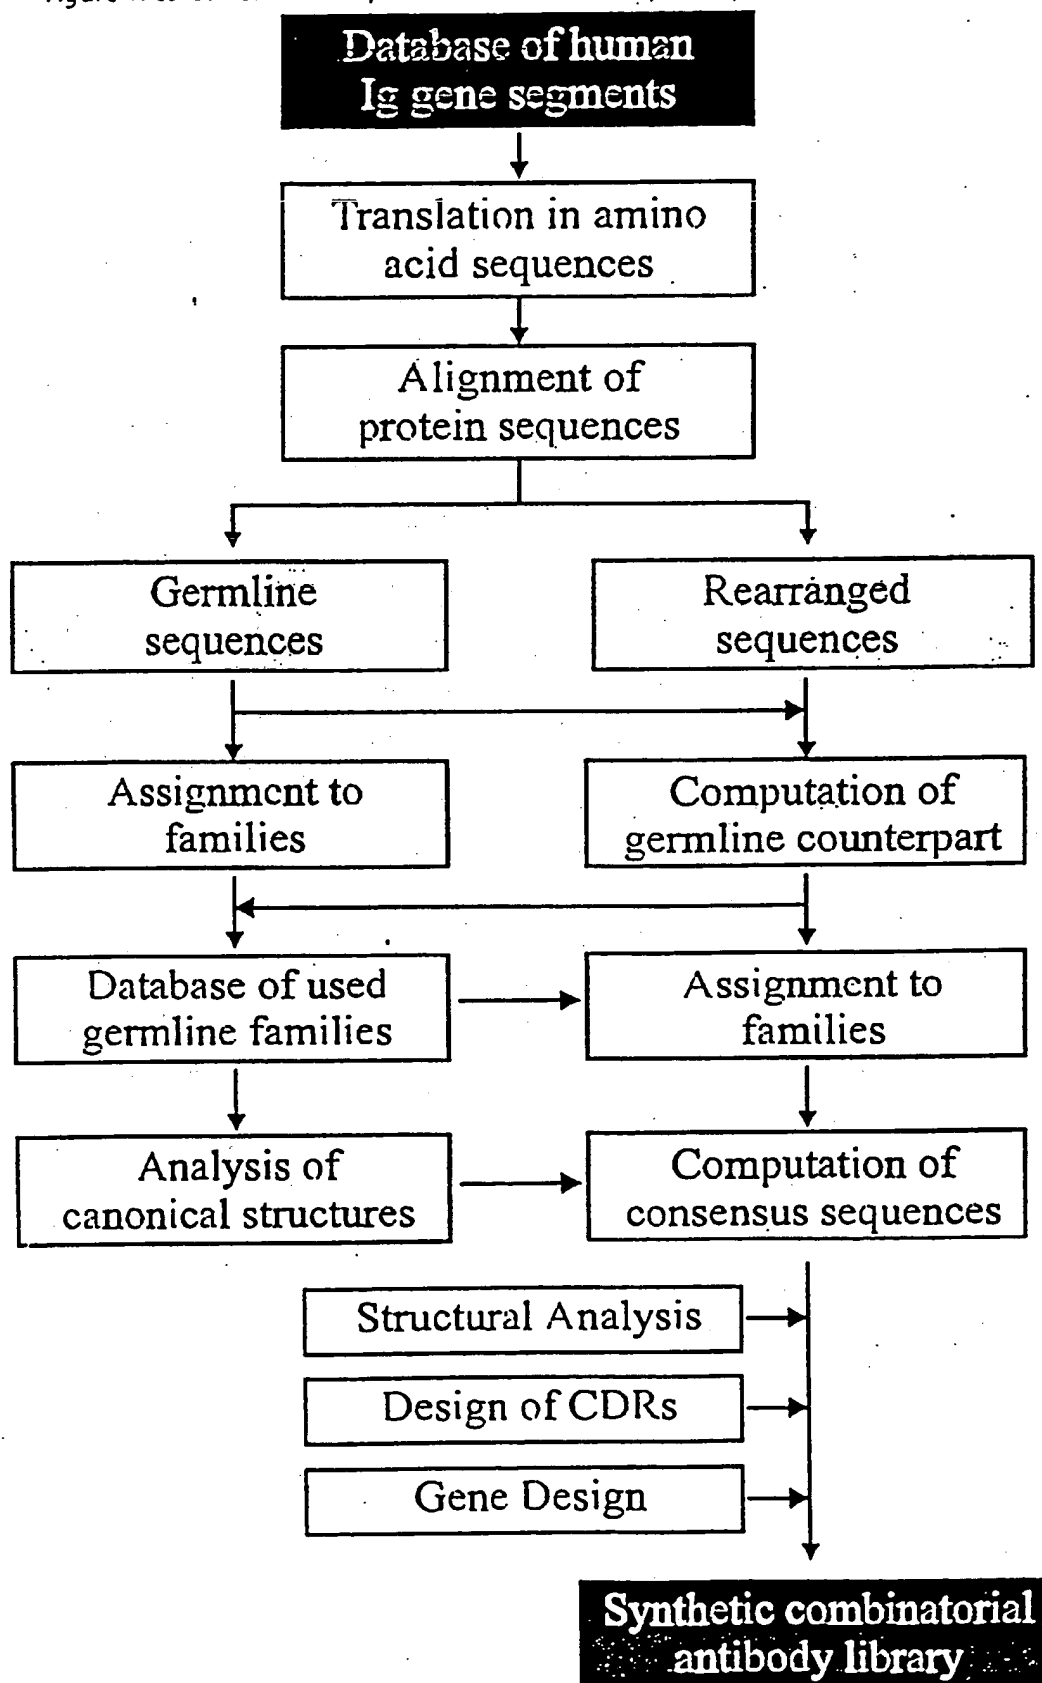 Database of human
Ig gene segments
Translation in amino
acid sequences
Alignment of
protein sequences
Germline
sequences
Rearranged
sequences
Assignment to
families
Computation of
germline counterpart
Database of used
germline families
Assignment to
families
Analysis of
canonical structures
Computation of
consensus sequences
Structural Analysis
Design of CDRs
Gene Design
Synthetic combinatorial
antibody library